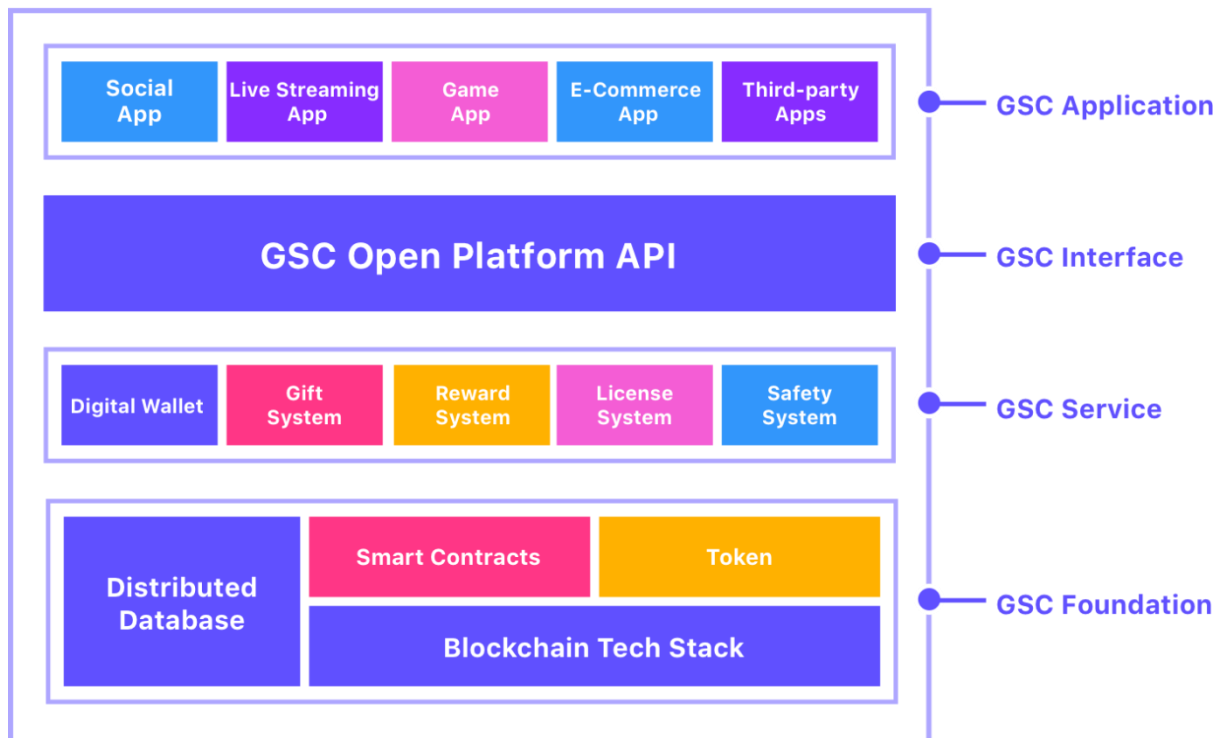 Social
App
Live Streaming
App
Game
App
E-Commerce
App
Third-party
Apps
GSC Application
GSC Open Platform API
GSC Interface
Digital Wallet
Gift
System
Reward
System
License
System
Safety
System
GSC Service
Distributed
Database
Smart Contracts
Token
Blockchain Tech Stack
GSC Foundation